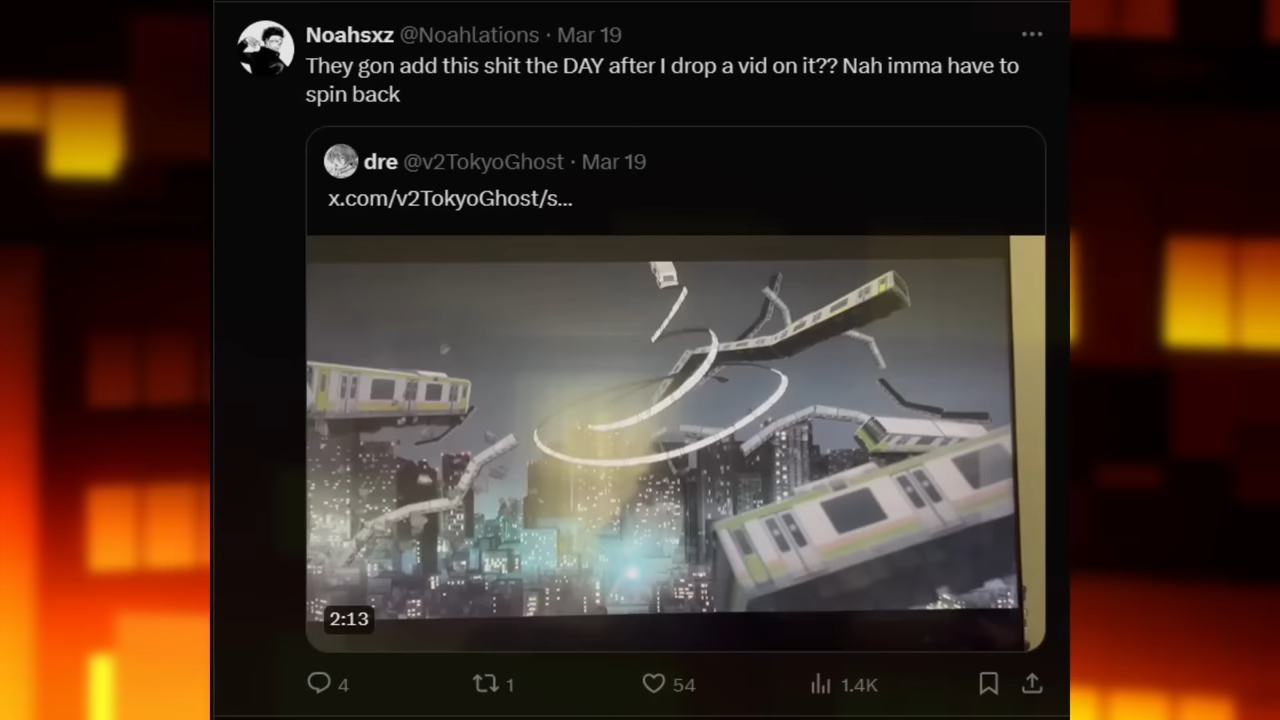 Noahsxz @Noahlations · Mar 19
They gon add this shit the DAY after I drop a vid on it?? Nah imma have to
spin back
dre @v2TokyoGhost · Mar 19
x.com/v2TokyoGhost/s...
2:13
4 1 54 1.4K